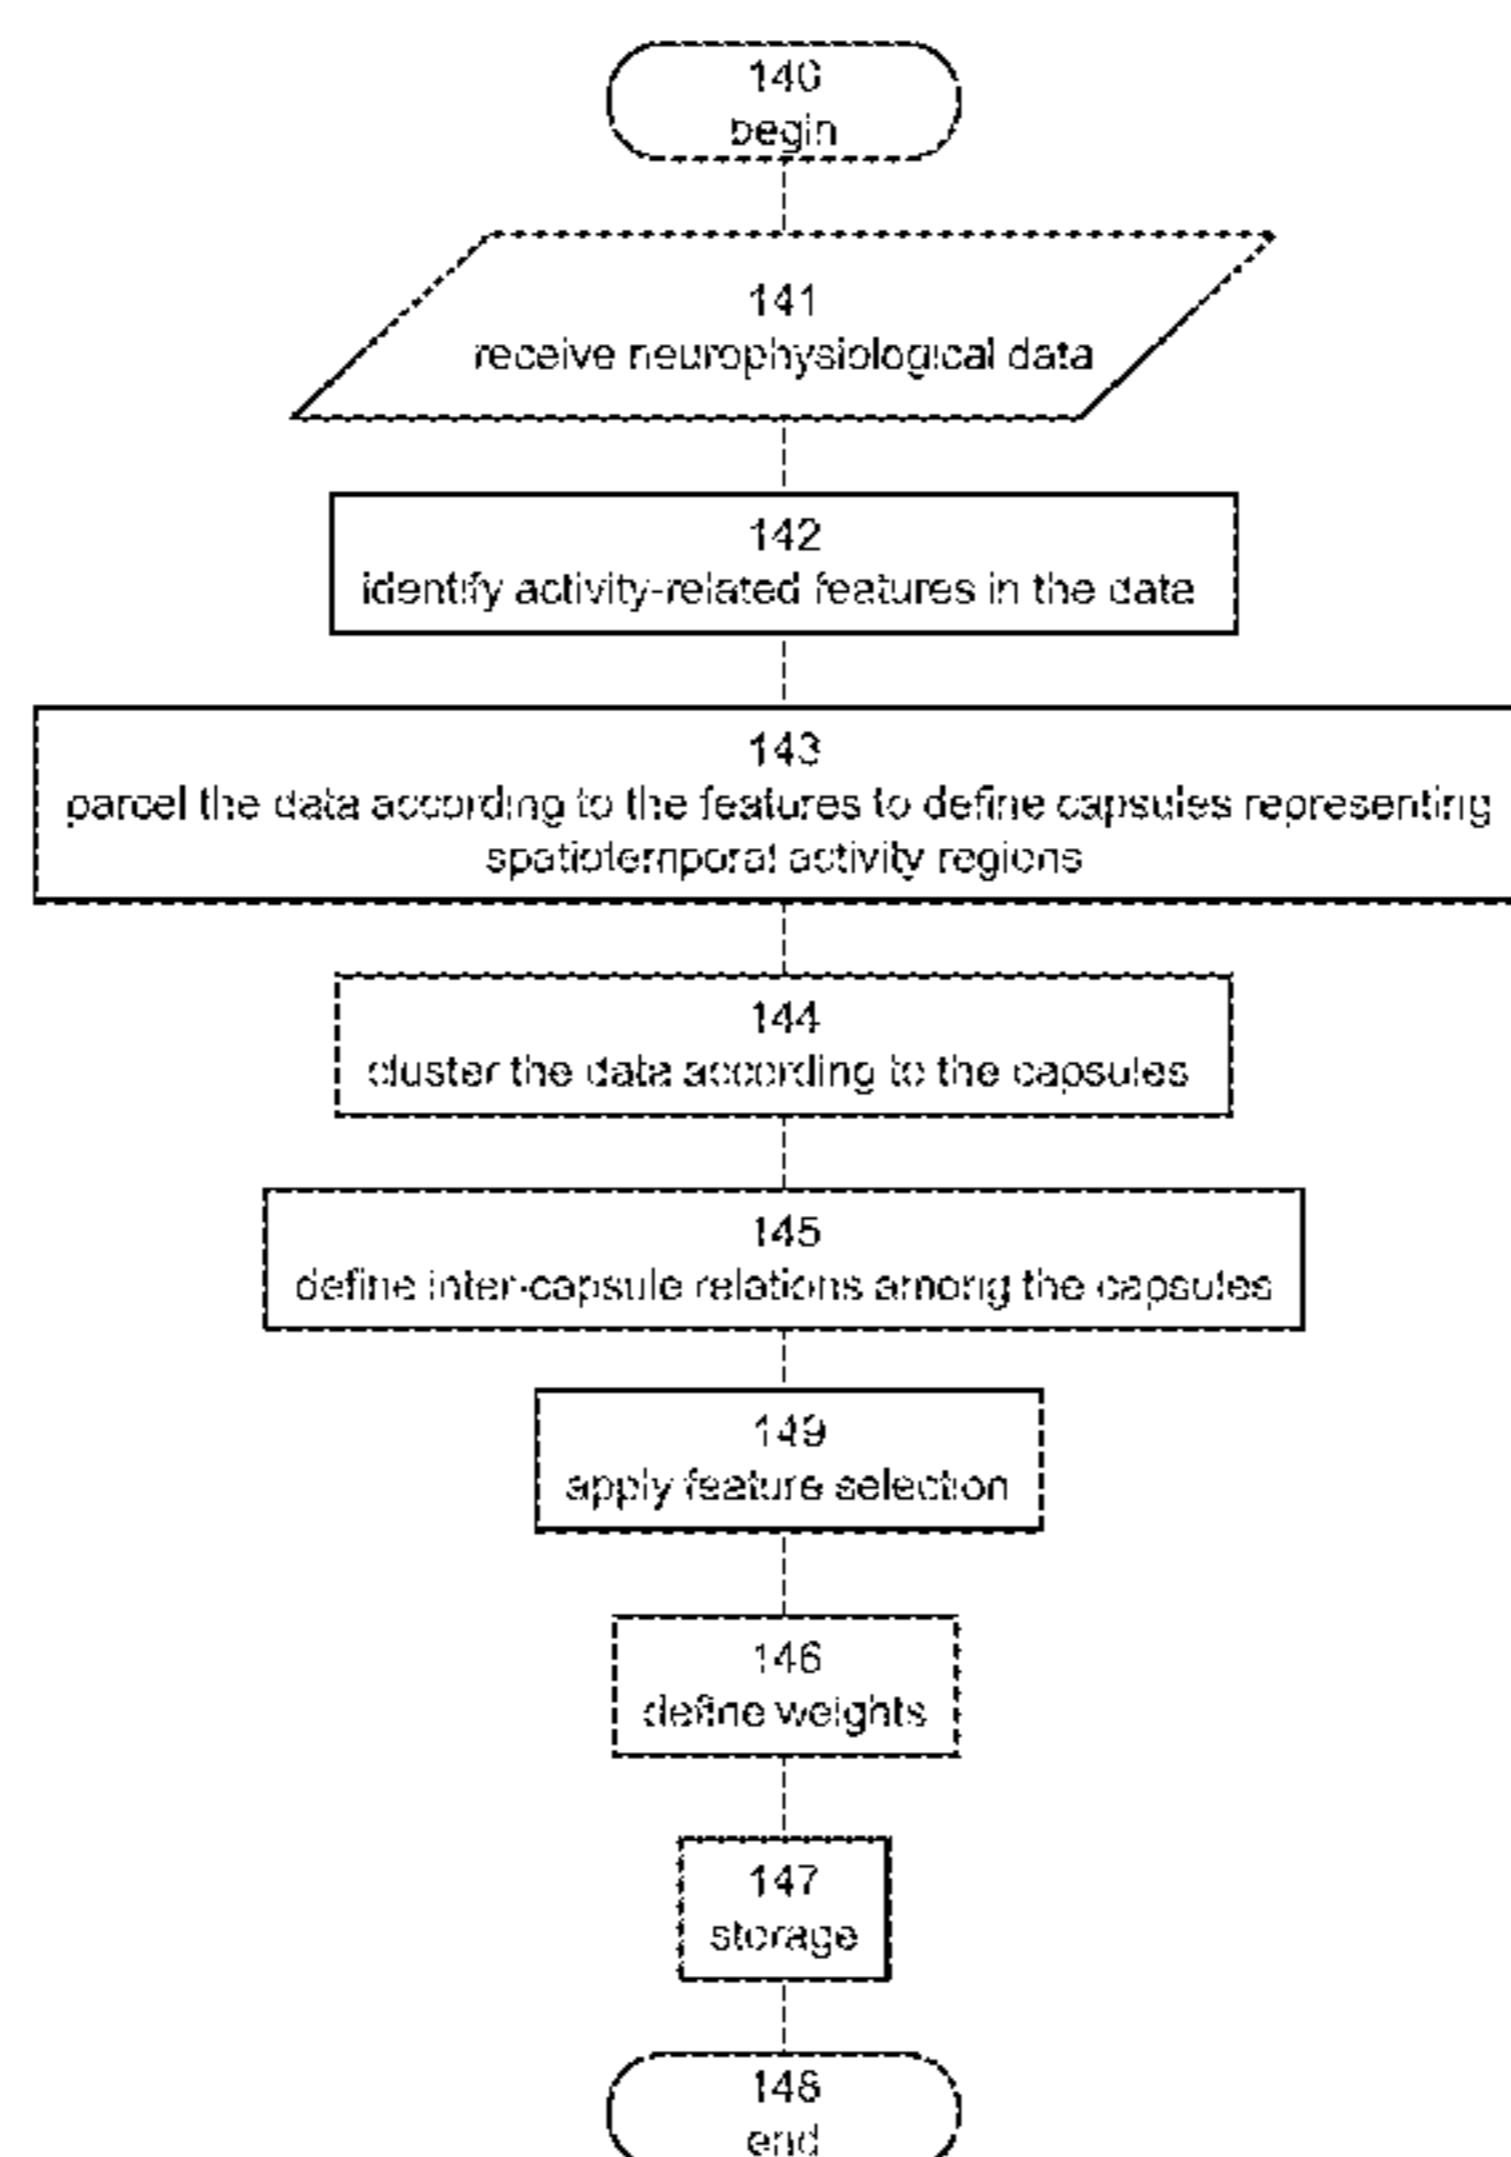 140
begin
141
receive neurophysiological data
142
identify activity-related features in the data
143
parcel the data according to the features to define capsules representing
spatiotemporal activity regions
144
cluster the data according to the capsules
145
define inter-capsule relations among the capsules
149
apply feature selection
146
define weights
147
storage
148
end